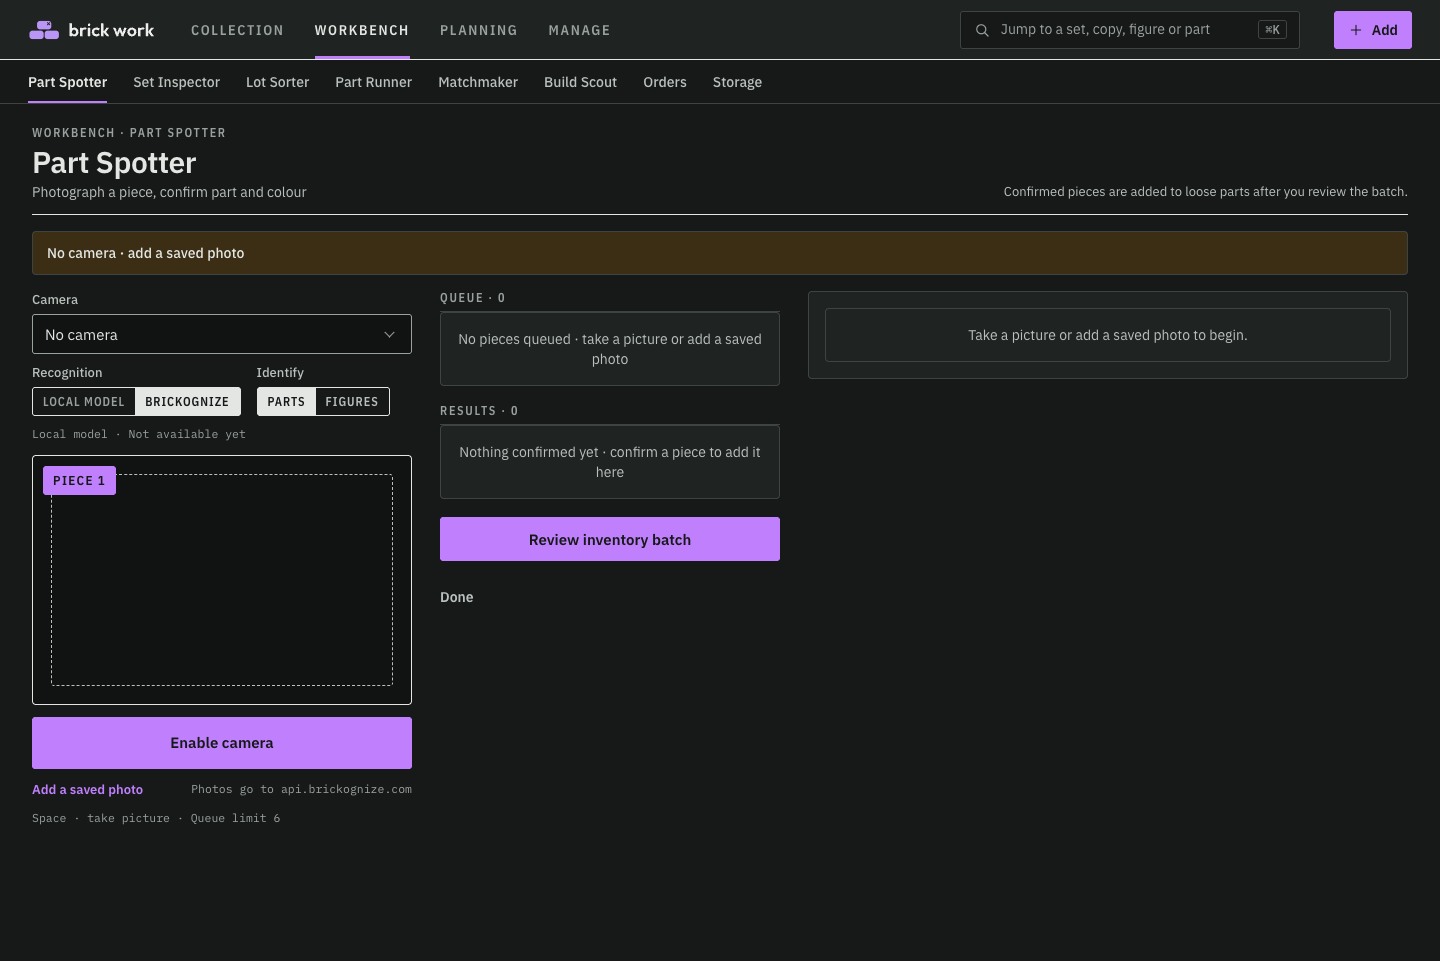 brick work
COLLECTION
WORKBENCH
PLANNING
MANAGE
Jump to a set, copy, figure or part
⌘K
Add
Part Spotter
Set Inspector
Lot Sorter
Part Runner
Matchmaker
Build Scout
Orders
Storage
WORKBENCH · PART SPOTTER
Part Spotter
Photograph a piece, confirm part and colour
Confirmed pieces are added to loose parts after you review the batch.
No camera · add a saved photo
Camera
No camera
Recognition
Identify
LOCAL MODEL
BRICKOGNIZE
PARTS
FIGURES
Local model · Not available yet
PIECE 1
Enable camera
Add a saved photo
Photos go to api.brickognize.com
Space · take picture · Queue limit 6
QUEUE · 0
No pieces queued · take a picture or add a saved
photo
RESULTS · 0
Nothing confirmed yet · confirm a piece to add it
here
Review inventory batch
Done
Take a picture or add a saved photo to begin.